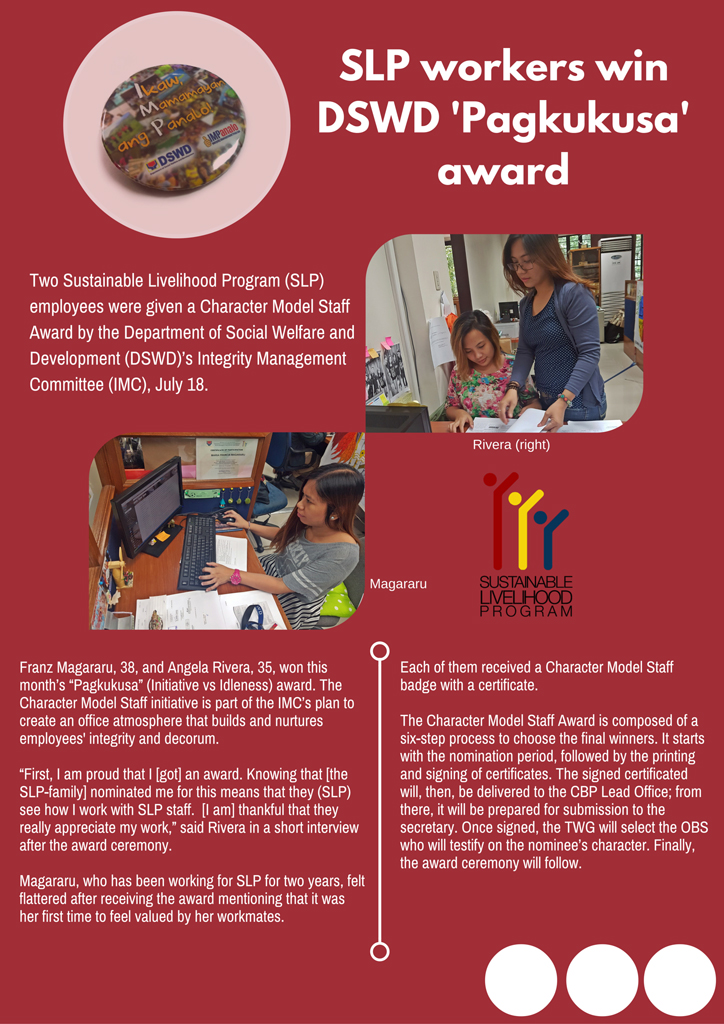 Ikaw,
Mamamayan
ang Panalo!
DSWD
IMPanalo
SLP workers win
DSWD 'Pagkukusa'
award
Two Sustainable Livelihood Program (SLP)
employees were given a Character Model Staff
Award by the Department of Social Welfare and
Development (DSWD)’s Integrity Management
Committee (IMC), July 18.
Rivera (right)
Magararu
SUSTAINABLE
LIVELIHOOD
PROGRAM
Franz Magararu, 38, and Angela Rivera, 35, won this
month’s “Pagkukusa” (Initiative vs Idleness) award. The
Character Model Staff initiative is part of the IMC’s plan to
create an office atmosphere that builds and nurtures
employees' integrity and decorum.
“First, I am proud that I [got] an award. Knowing that [the
SLP-family] nominated me for this means that they (SLP)
see how I work with SLP staff.  [I am] thankful that they
really appreciate my work,” said Rivera in a short interview
after the award ceremony.
Magararu, who has been working for SLP for two years, felt
flattered after receiving the award mentioning that it was
her first time to feel valued by her workmates.
Each of them received a Character Model Staff
badge with a certificate.
The Character Model Staff Award is composed of a
six-step process to choose the final winners. It starts
with the nomination period, followed by the printing
and signing of certificates. The signed certificated
will, then, be delivered to the CBP Lead Office; from
there, it will be prepared for submission to the
secretary. Once signed, the TWG will select the OBS
who will testify on the nominee’s character. Finally,
the award ceremony will follow.